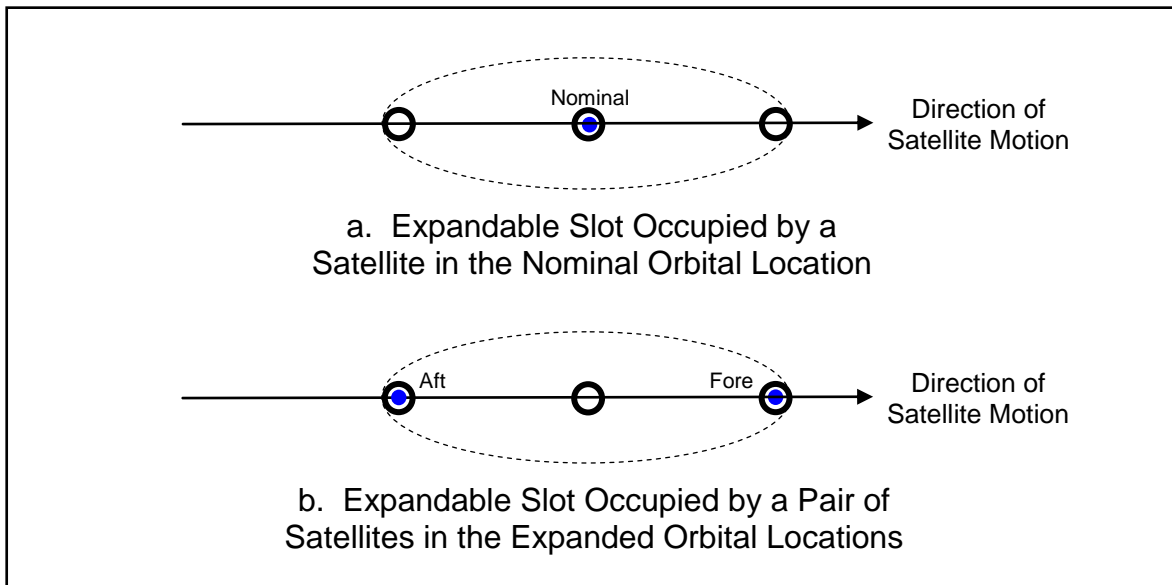 Nominal
Direction of
Satellite Motion
a. Expandable Slot Occupied by a
Satellite in the Nominal Orbital Location
Aft
Fore
Direction of
Satellite Motion
b. Expandable Slot Occupied by a Pair of
Satellites in the Expanded Orbital Locations